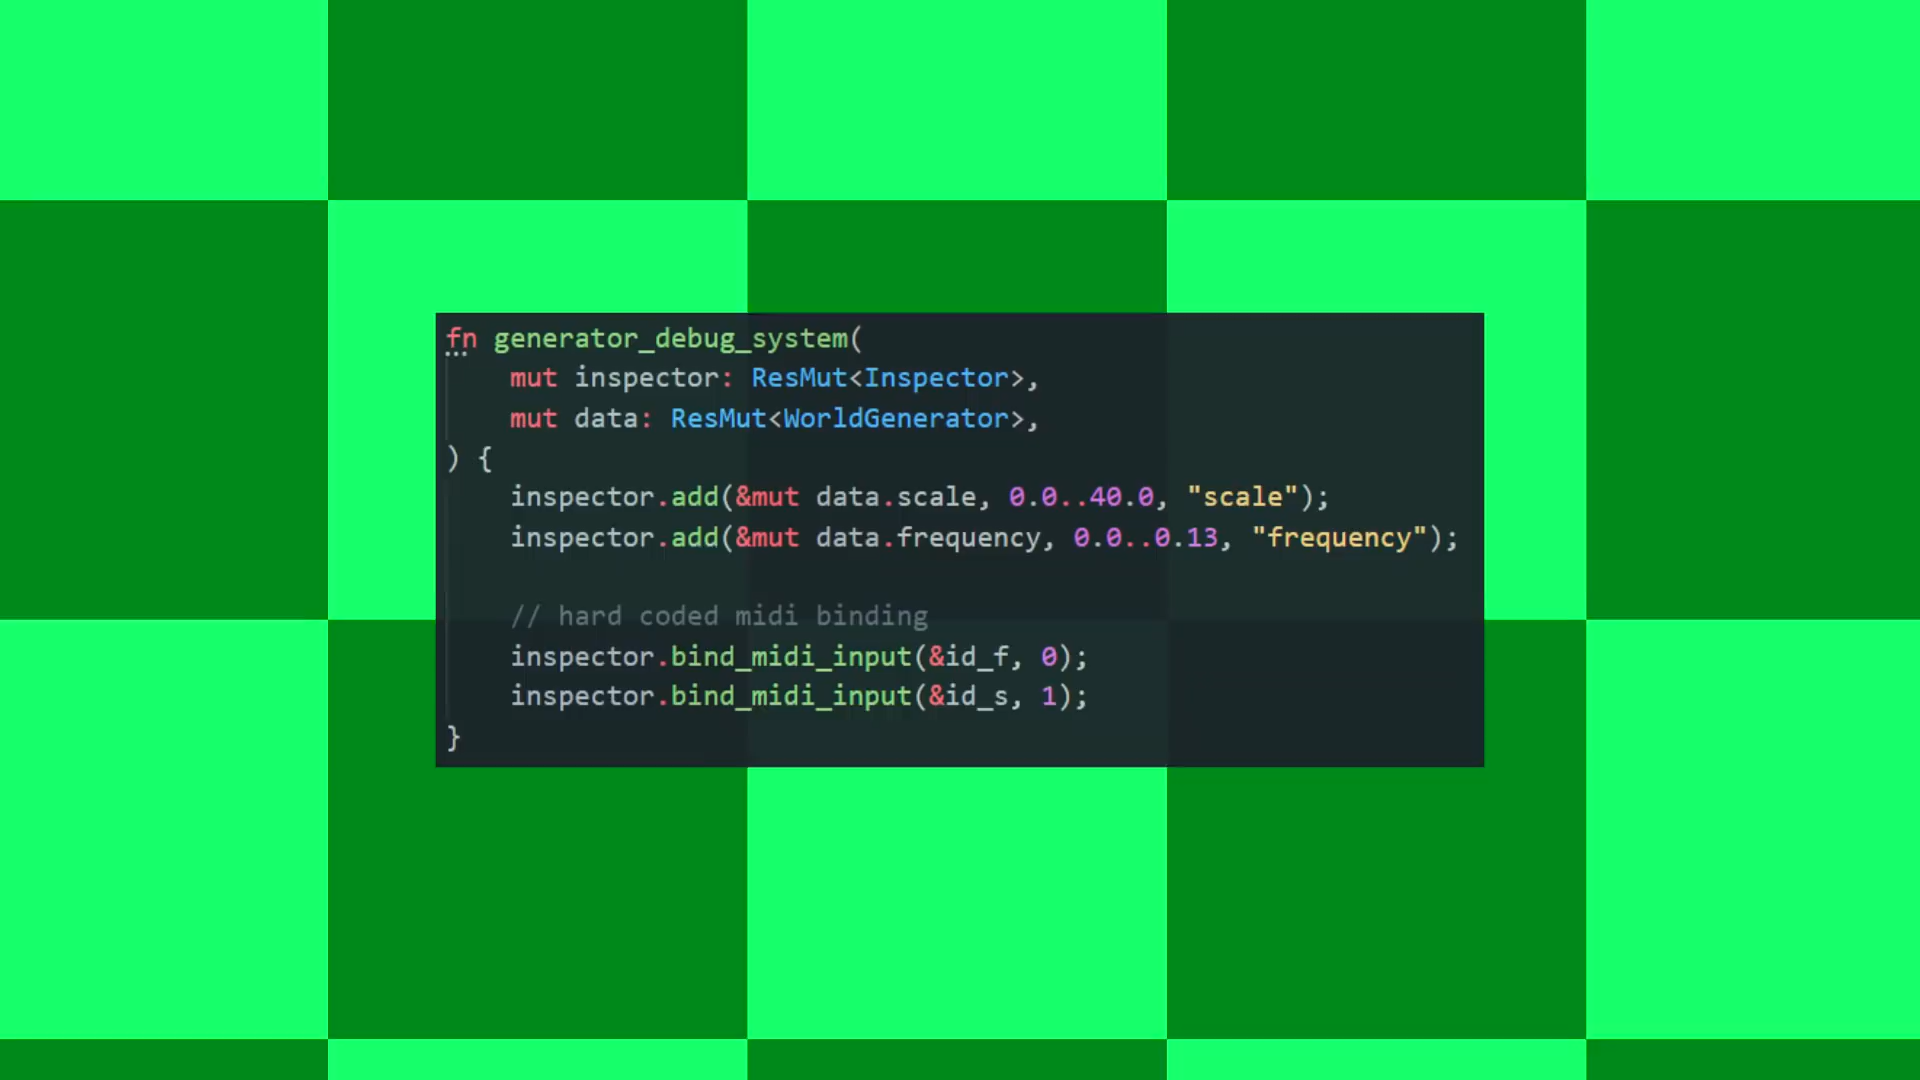 fn generator_debug_system(
    mut inspector: ResMut<Inspector>,
    mut data: ResMut<WorldGenerator>,
) {
    inspector.add(&mut data.scale, 0.0..40.0, "scale");
    inspector.add(&mut data.frequency, 0.0..0.13, "frequency");
    // hard coded midi binding
    inspector.bind_midi_input(&id_f, 0);
    inspector.bind_midi_input(&id_s, 1);
}